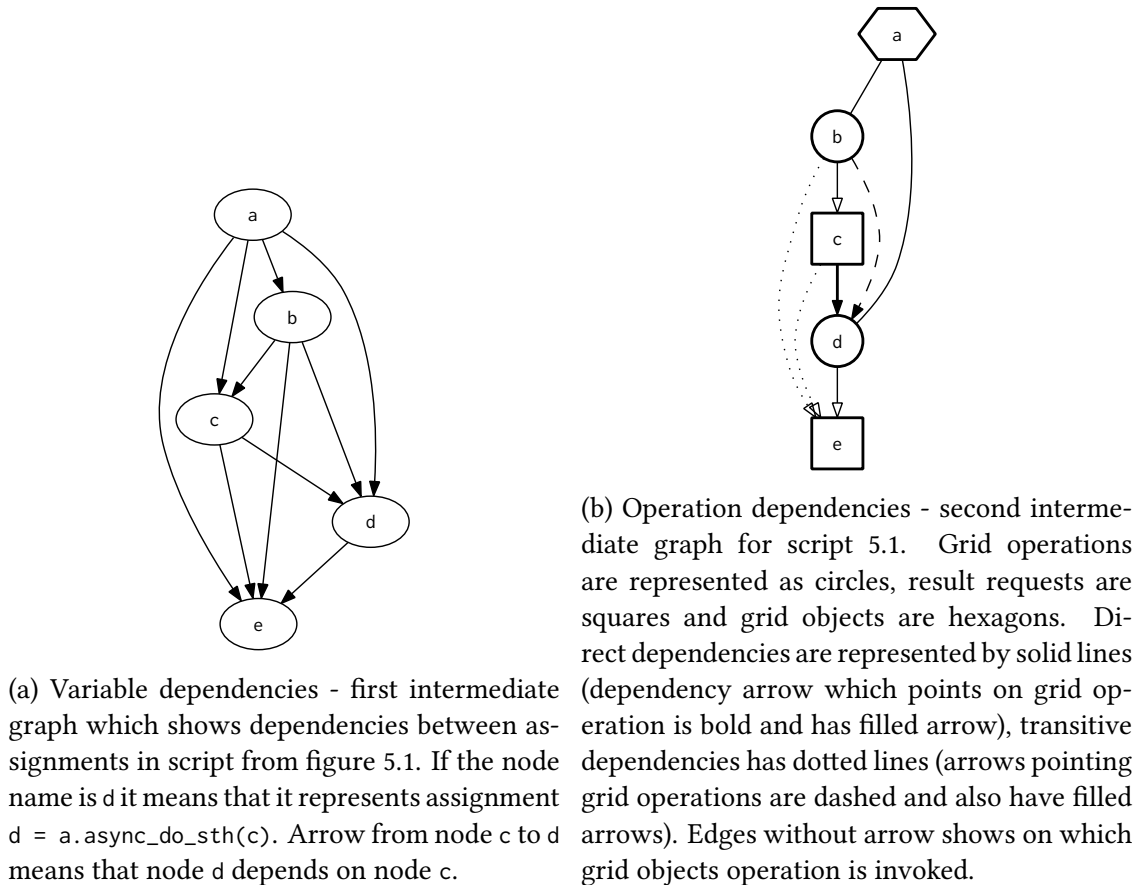 a
b
c
d
e
(a) Variable dependencies - first intermediate
graph which shows dependencies between as-
signments in script from figure 5.1. If the node
name is d it means that it represents assignment
d = a.async_do_sth(c). Arrow from node c to d
means that node d depends on node c.
a
b
c
d
e
(b) Operation dependencies - second interme-
diate graph for script 5.1. Grid operations
are represented as circles, result requests are
squares and grid objects are hexagons. Di-
rect dependencies are represented by solid lines
(dependency arrow which points on grid op-
eration is bold and has filled arrow), transitive
dependencies has dotted lines (arrows pointing
grid operations are dashed and also have filled
arrows). Edges without arrow shows on which
grid objects operation is invoked.